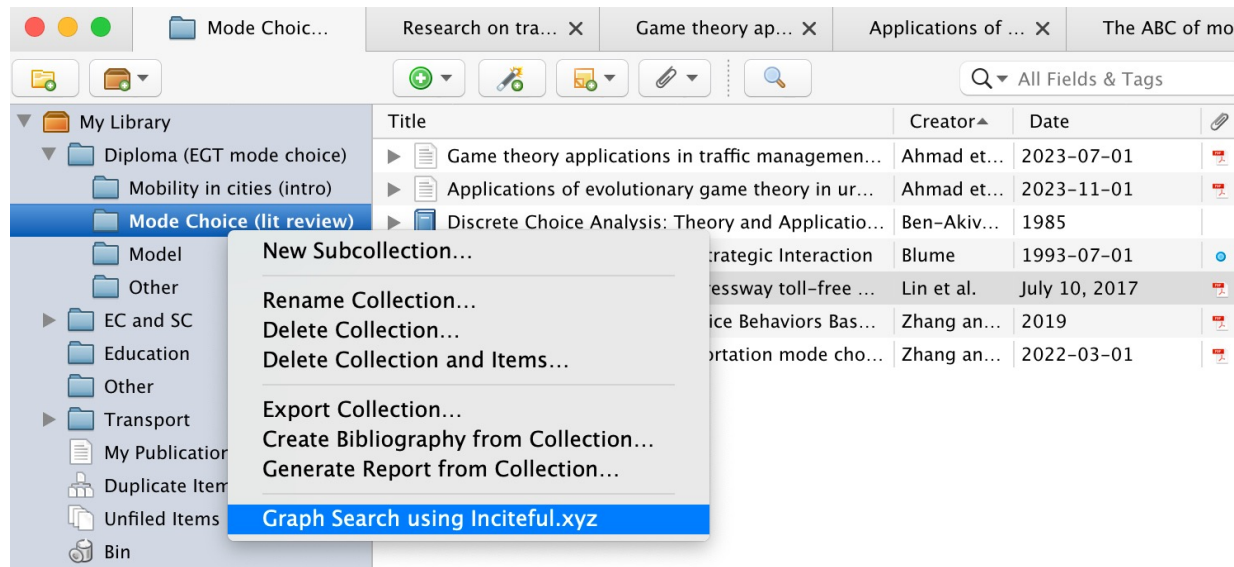 Mode Choic... Research on tra... Game theory ap... Applications of ... The ABC of mo
All Fields & Tags
My Library
Diploma (EGT mode choice)
Mobility in cities (intro)
Mode Choice (lit review)
Model
Other
EC and SC
Education
Other
Transport
My Publication
Duplicate Item
Unfiled Items
Bin
Title Creator Date
Game theory applications in traffic managemen... Ahmad et... 2023-07-01
Applications of evolutionary game theory in ur... Ahmad et... 2023-11-01
Discrete Choice Analysis: Theory and Applicatio... Ben-Akiv... 1985
trategic Interaction Blume 1993-07-01
ressway toll-free ... Lin et al. July 10, 2017
ice Behaviors Bas... Zhang an... 2019
ortation mode cho... Zhang an... 2022-03-01
New Subcollection...
Rename Collection...
Delete Collection...
Delete Collection and Items...
Export Collection...
Create Bibliography from Collection...
Generate Report from Collection...
Graph Search using Inciteful.xyz